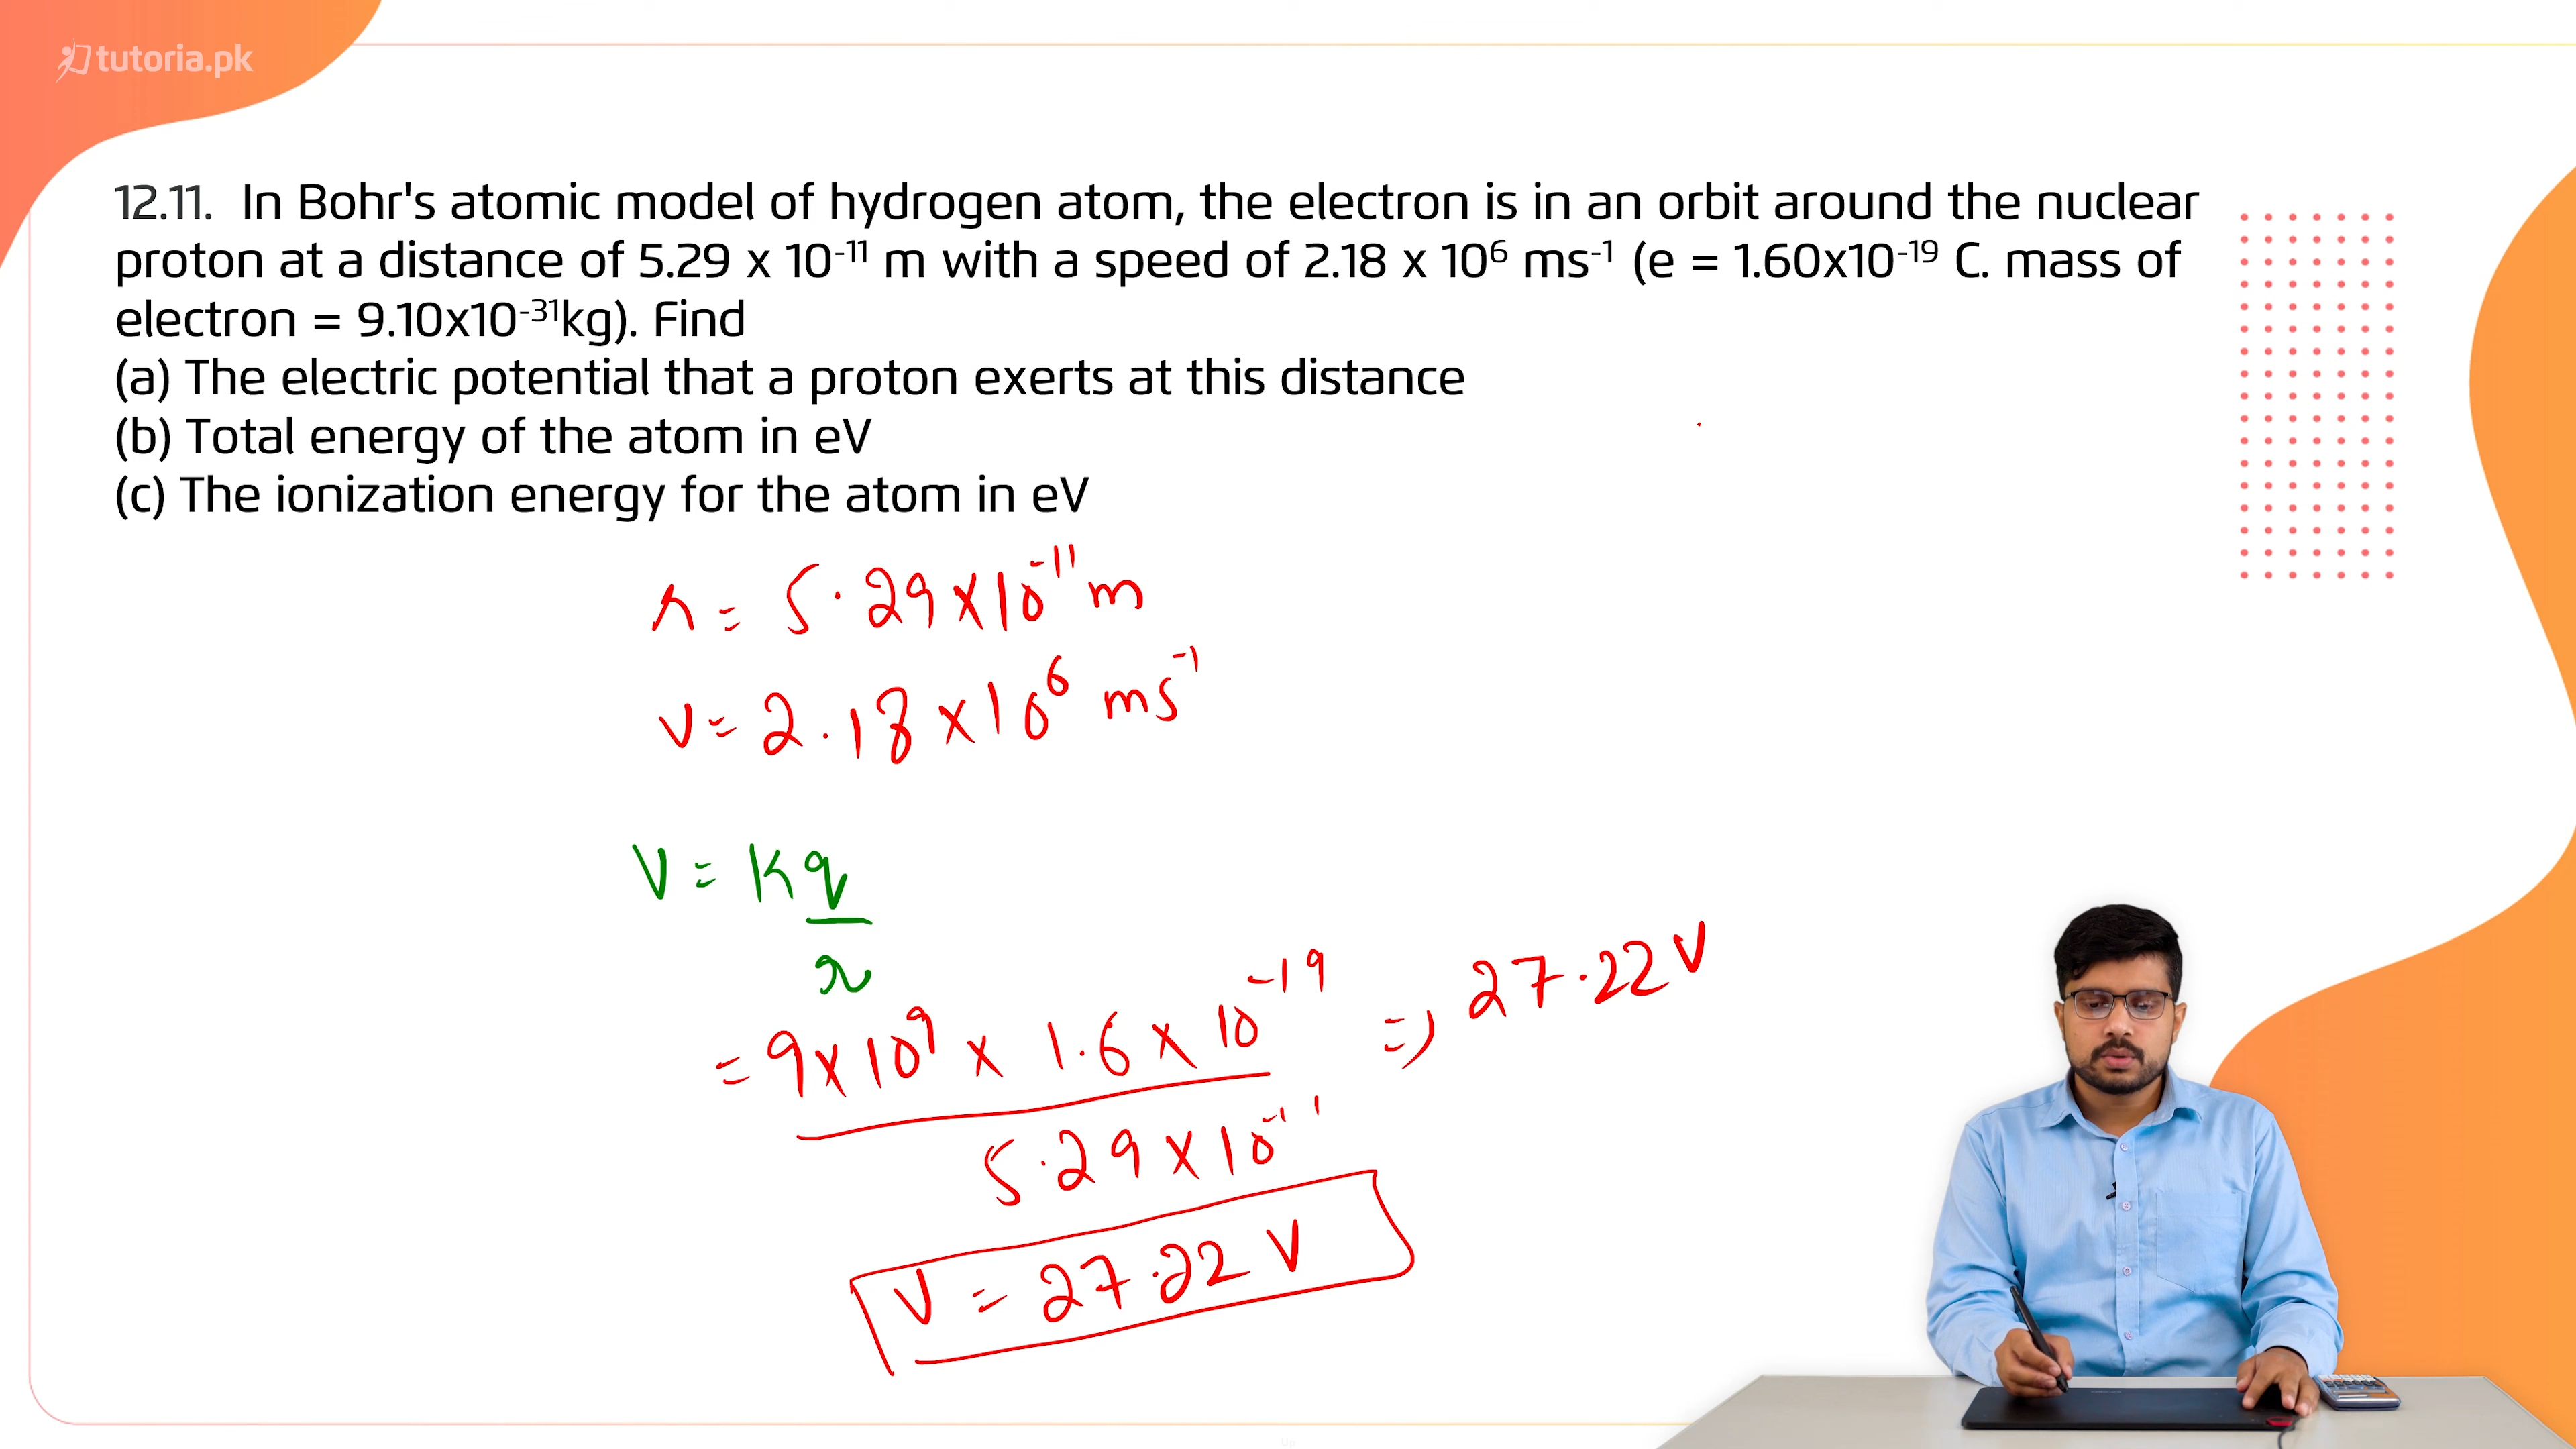 tutoria.pk
12.11. In Bohr's atomic model of hydrogen atom, the electron is in an orbit around the nuclear
proton at a distance of 5.29 x 10⁻¹¹ m with a speed of 2.18 x 10⁶ ms⁻¹ (e = 1.60x10⁻¹⁹ C. mass of
electron = 9.10x10⁻³¹kg). Find
(a) The electric potential that a proton exerts at this distance
(b) Total energy of the atom in eV
(c) The ionization energy for the atom in eV
r = 5.29 x 10⁻¹¹ m
v = 2.18 x 10⁶ ms⁻¹
V = K q
r
= 9 x 10⁹ x 1.6 x 10⁻¹⁹ => 27.22 V
5.29 x 10⁻¹¹
V = 27.22 V